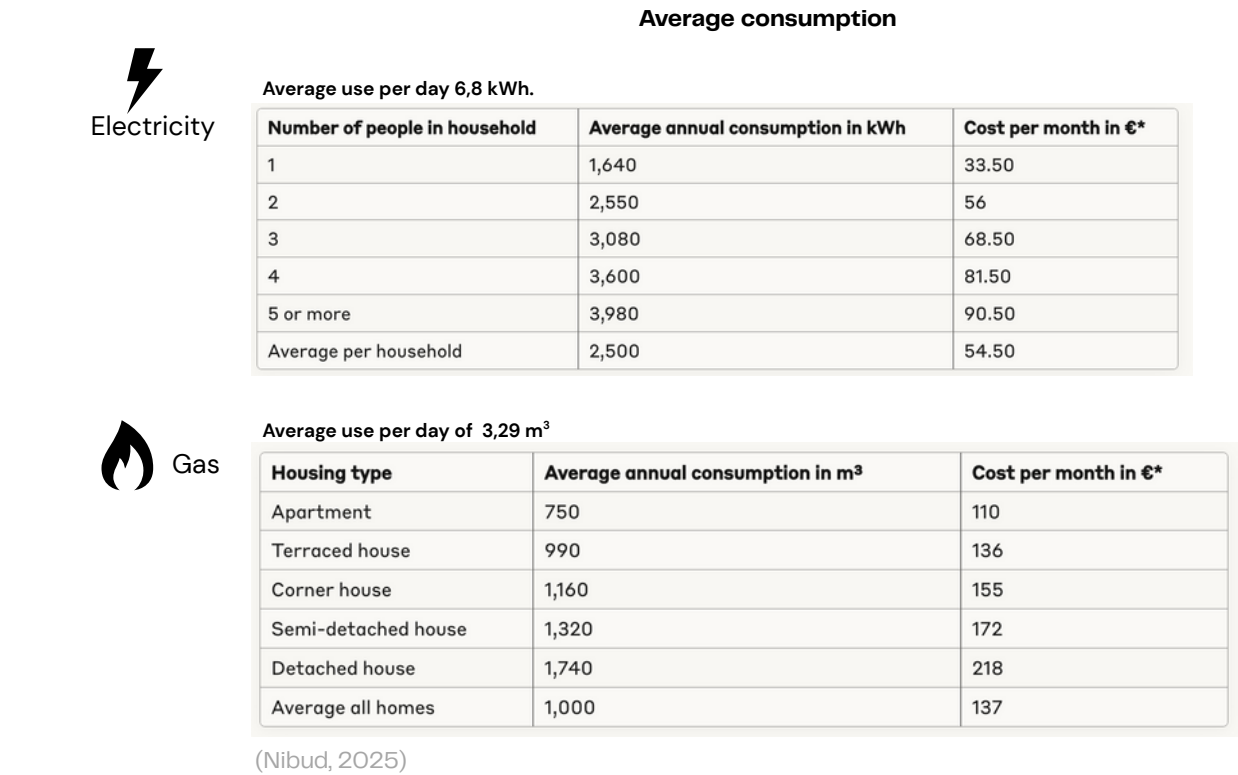 Average consumption
Electricity
Average use per day 6,8 kWh.
Number of people in household Average annual consumption in kWh Cost per month in €*
1 1,640 33.50
2 2,550 56
3 3,080 68.50
4 3,600 81.50
5 or more 3,980 90.50
Average per household 2,500 54.50
Gas
Average use per day of 3,29 m³
Housing type Average annual consumption in m³ Cost per month in €*
Apartment 750 110
Terraced house 990 136
Corner house 1,160 155
Semi-detached house 1,320 172
Detached house 1,740 218
Average all homes 1,000 137
(Nibud, 2025)